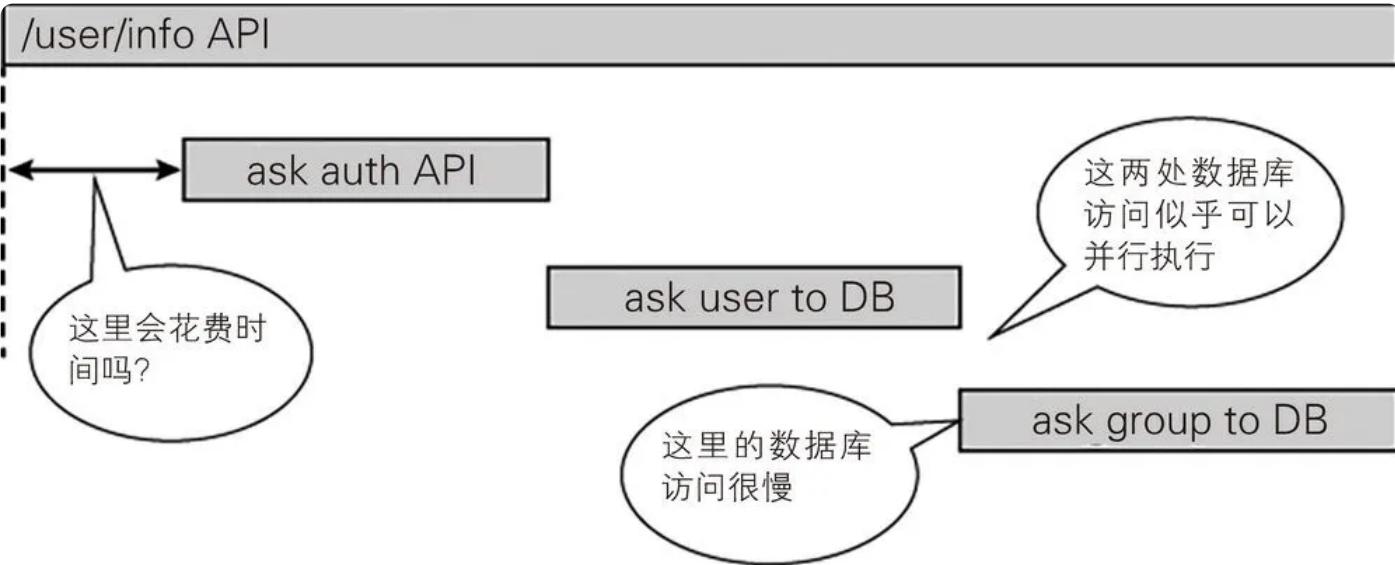 /user/info API
ask auth API
这两处数据库
访问似乎可以
并行执行
ask user to DB
这里会花费时
间吗?
ask group to DB
这里的数据库
访问很慢